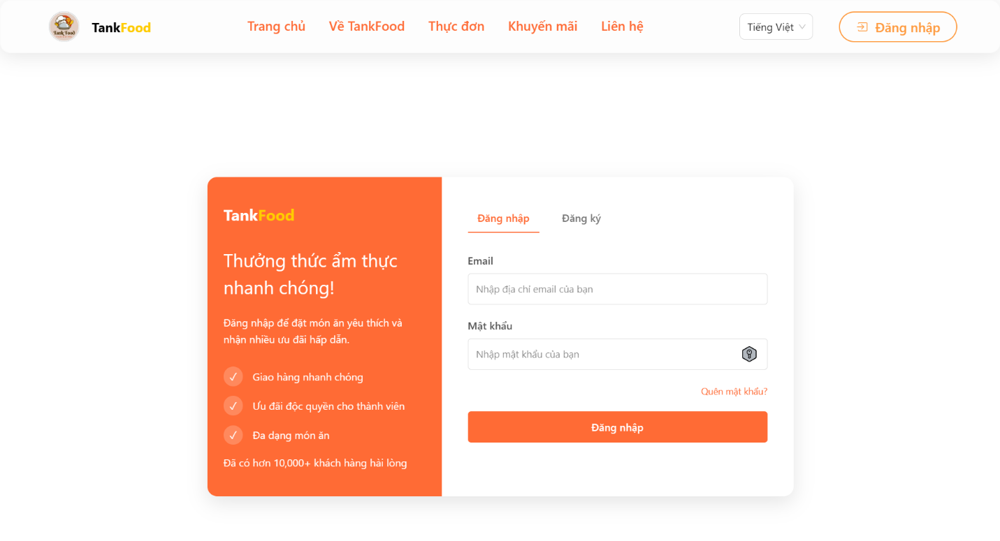 Tank Food
TankFood
Trang chủ
Về TankFood
Thực đơn
Khuyến mãi
Liên hệ
Tiếng Việt
Đăng nhập
TankFood
Thưởng thức ẩm thực
nhanh chóng!
Đăng nhập để đặt món ăn yêu thích và
nhận nhiều ưu đãi hấp dẫn.
Giao hàng nhanh chóng
Ưu đãi độc quyền cho thành viên
Đa dạng món ăn
Đã có hơn 10,000+ khách hàng hài lòng
Đăng nhập
Đăng ký
Email
Nhập địa chỉ email của bạn
Mật khẩu
Nhập mật khẩu của bạn
Quên mật khẩu?
Đăng nhập